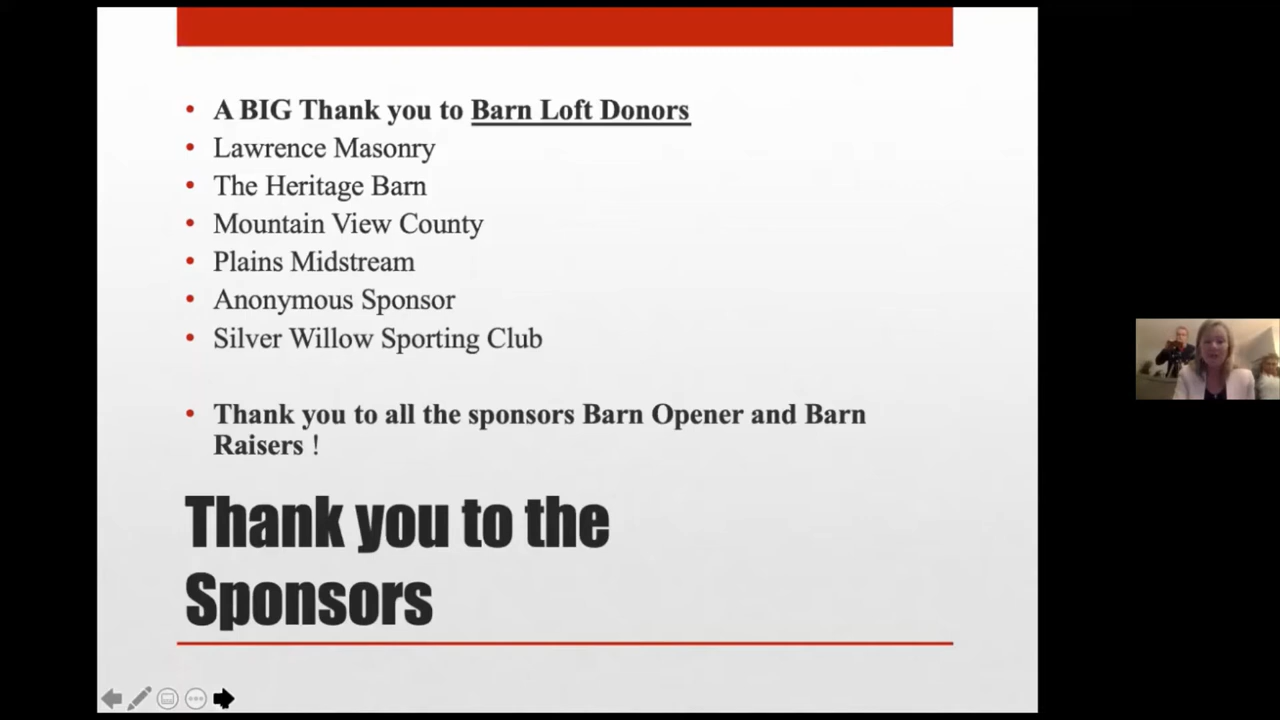 A BIG Thank you to Barn Loft Donors
Lawrence Masonry
The Heritage Barn
Mountain View County
Plains Midstream
Anonymous Sponsor
Silver Willow Sporting Club
Thank you to all the sponsors Barn Opener and Barn
Raisers !
Thank you to the
Sponsors